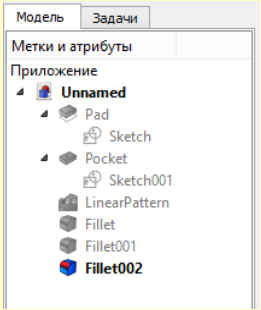 Модель Задачи
Метки и атрибуты
Приложение
Unnamed
Pad
Sketch
Pocket
Sketch001
LinearPattern
Fillet
Fillet001
Fillet002